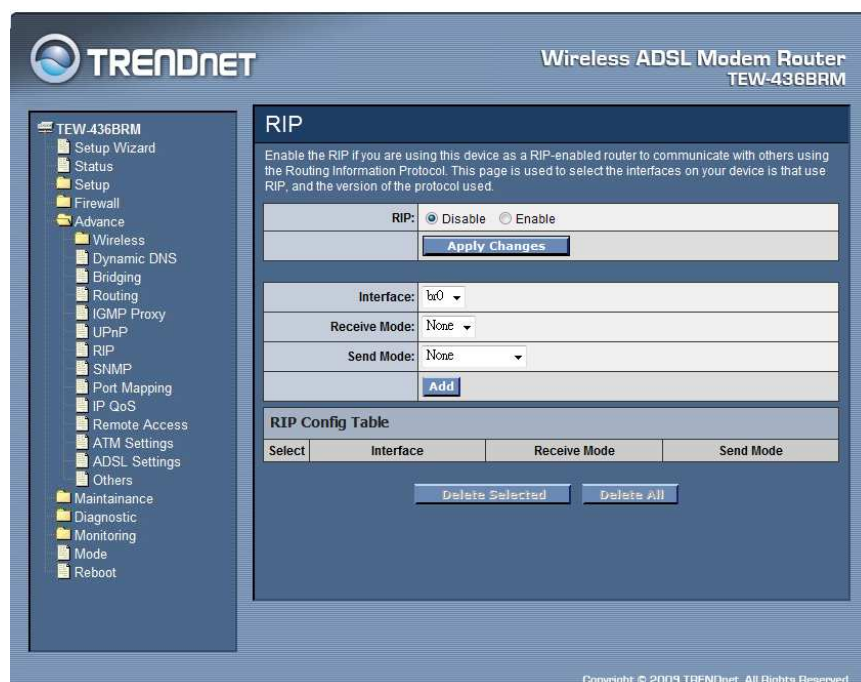 TRENDnet
Wireless ADSL Modem Router
TEW-436BRM
TEW-436BRM
Setup Wizard
Status
Setup
Firewall
Advance
Wireless
Dynamic DNS
Bridging
Routing
IGMP Proxy
UPnP
RIP
SNMP
Port Mapping
IP QoS
Remote Access
ATM Settings
ADSL Settings
Others
Maintainance
Diagnostic
Monitoring
Mode
Reboot
RIP
Enable the RIP if you are using this device as a RIP-enabled router to communicate with others using
the Routing Information Protocol. This page is used to select the interfaces on your device is that use
RIP, and the version of the protocol used.
RIP: Disable Enable
Apply Changes
Interface: br0
Receive Mode: None
Send Mode: None
Add
RIP Config Table
Select Interface Receive Mode Send Mode
Delete Selected Delete All
Copyright © 2009 TRENDnet. All Rights Reserved.